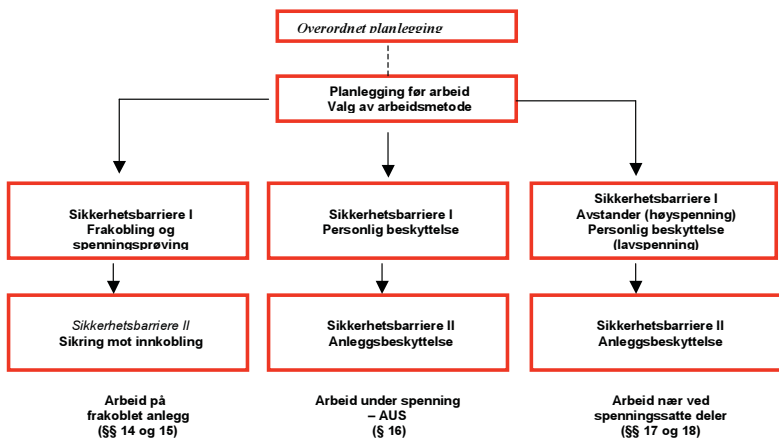 Overordnet planlegging
Planlegging før arbeid
Valg av arbeidsmetode
Sikkerhetsbarriere I
Frakobling og
spenningsprøving
Sikkerhetsbarriere I
Personlig beskyttelse
Sikkerhetsbarriere I
Avstander (høyspenning)
Personlig beskyttelse
(lavspenning)
Sikkerhetsbarriere II
Sikring mot innkobling
Sikkerhetsbarriere II
Anleggsbeskyttelse
Sikkerhetsbarriere II
Anleggsbeskyttelse
Arbeid på
frakoblet anlegg
(§§ 14 og 15)
Arbeid under spenning
– AUS
(§ 16)
Arbeid nær ved
spenningssatte deler
(§§ 17 og 18)